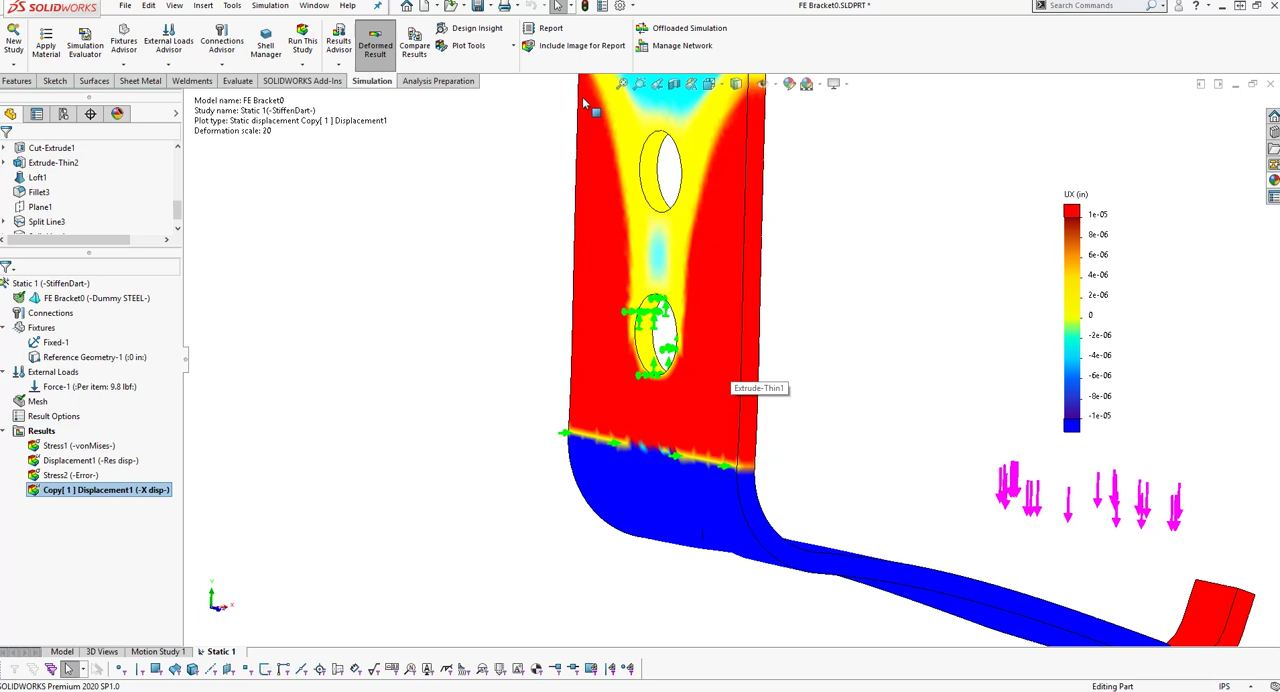 SOLIDWORKS
File Edit View Insert Tools Simulation Window Help
FE Bracket0.SLDPRT *
Search Commands
New Study
Apply Material
Simulation Evaluator
Fixtures Advisor
External Loads Advisor
Connections Advisor
Shell Manager
Run This Study
Results Advisor
Deformed Result
Compare Results
Design Insight
Plot Tools
Report
Include Image for Report
Offloaded Simulation
Manage Network
Features Sketch Surfaces Sheet Metal Weldments Evaluate SOLIDWORKS Add-Ins Simulation Analysis Preparation
Model name: FE Bracket0
Study name: Static 1(-StiffenDart-)
Plot type: Static displacement Copy[ 1 ] Displacement1
Deformation scale: 20
Cut-Extrude1
Extrude-Thin2
Loft1
Fillet3
Plane1
Split Line3
Static 1 (-StiffenDart-)
FE Bracket0 (-Dummy STEEL-)
Connections
Fixtures
Fixed-1
Reference Geometry-1 (:0 in:)
External Loads
Force-1 (:Per item: 9.8 lbf:)
Mesh
Result Options
Results
Stress1 (-vonMises-)
Displacement1 (-Res disp-)
Stress2 (-Error-)
Copy[ 1 ] Displacement1 (-X disp-)
Extrude-Thin1
UX (in)
1e-05
8e-06
6e-06
4e-06
2e-06
0
-2e-06
-4e-06
-6e-06
-8e-06
-1e-05
Y
x
Model 3D Views Motion Study 1 Static 1
SOLIDWORKS Premium 2020 SP1.0
Editing Part
IPS